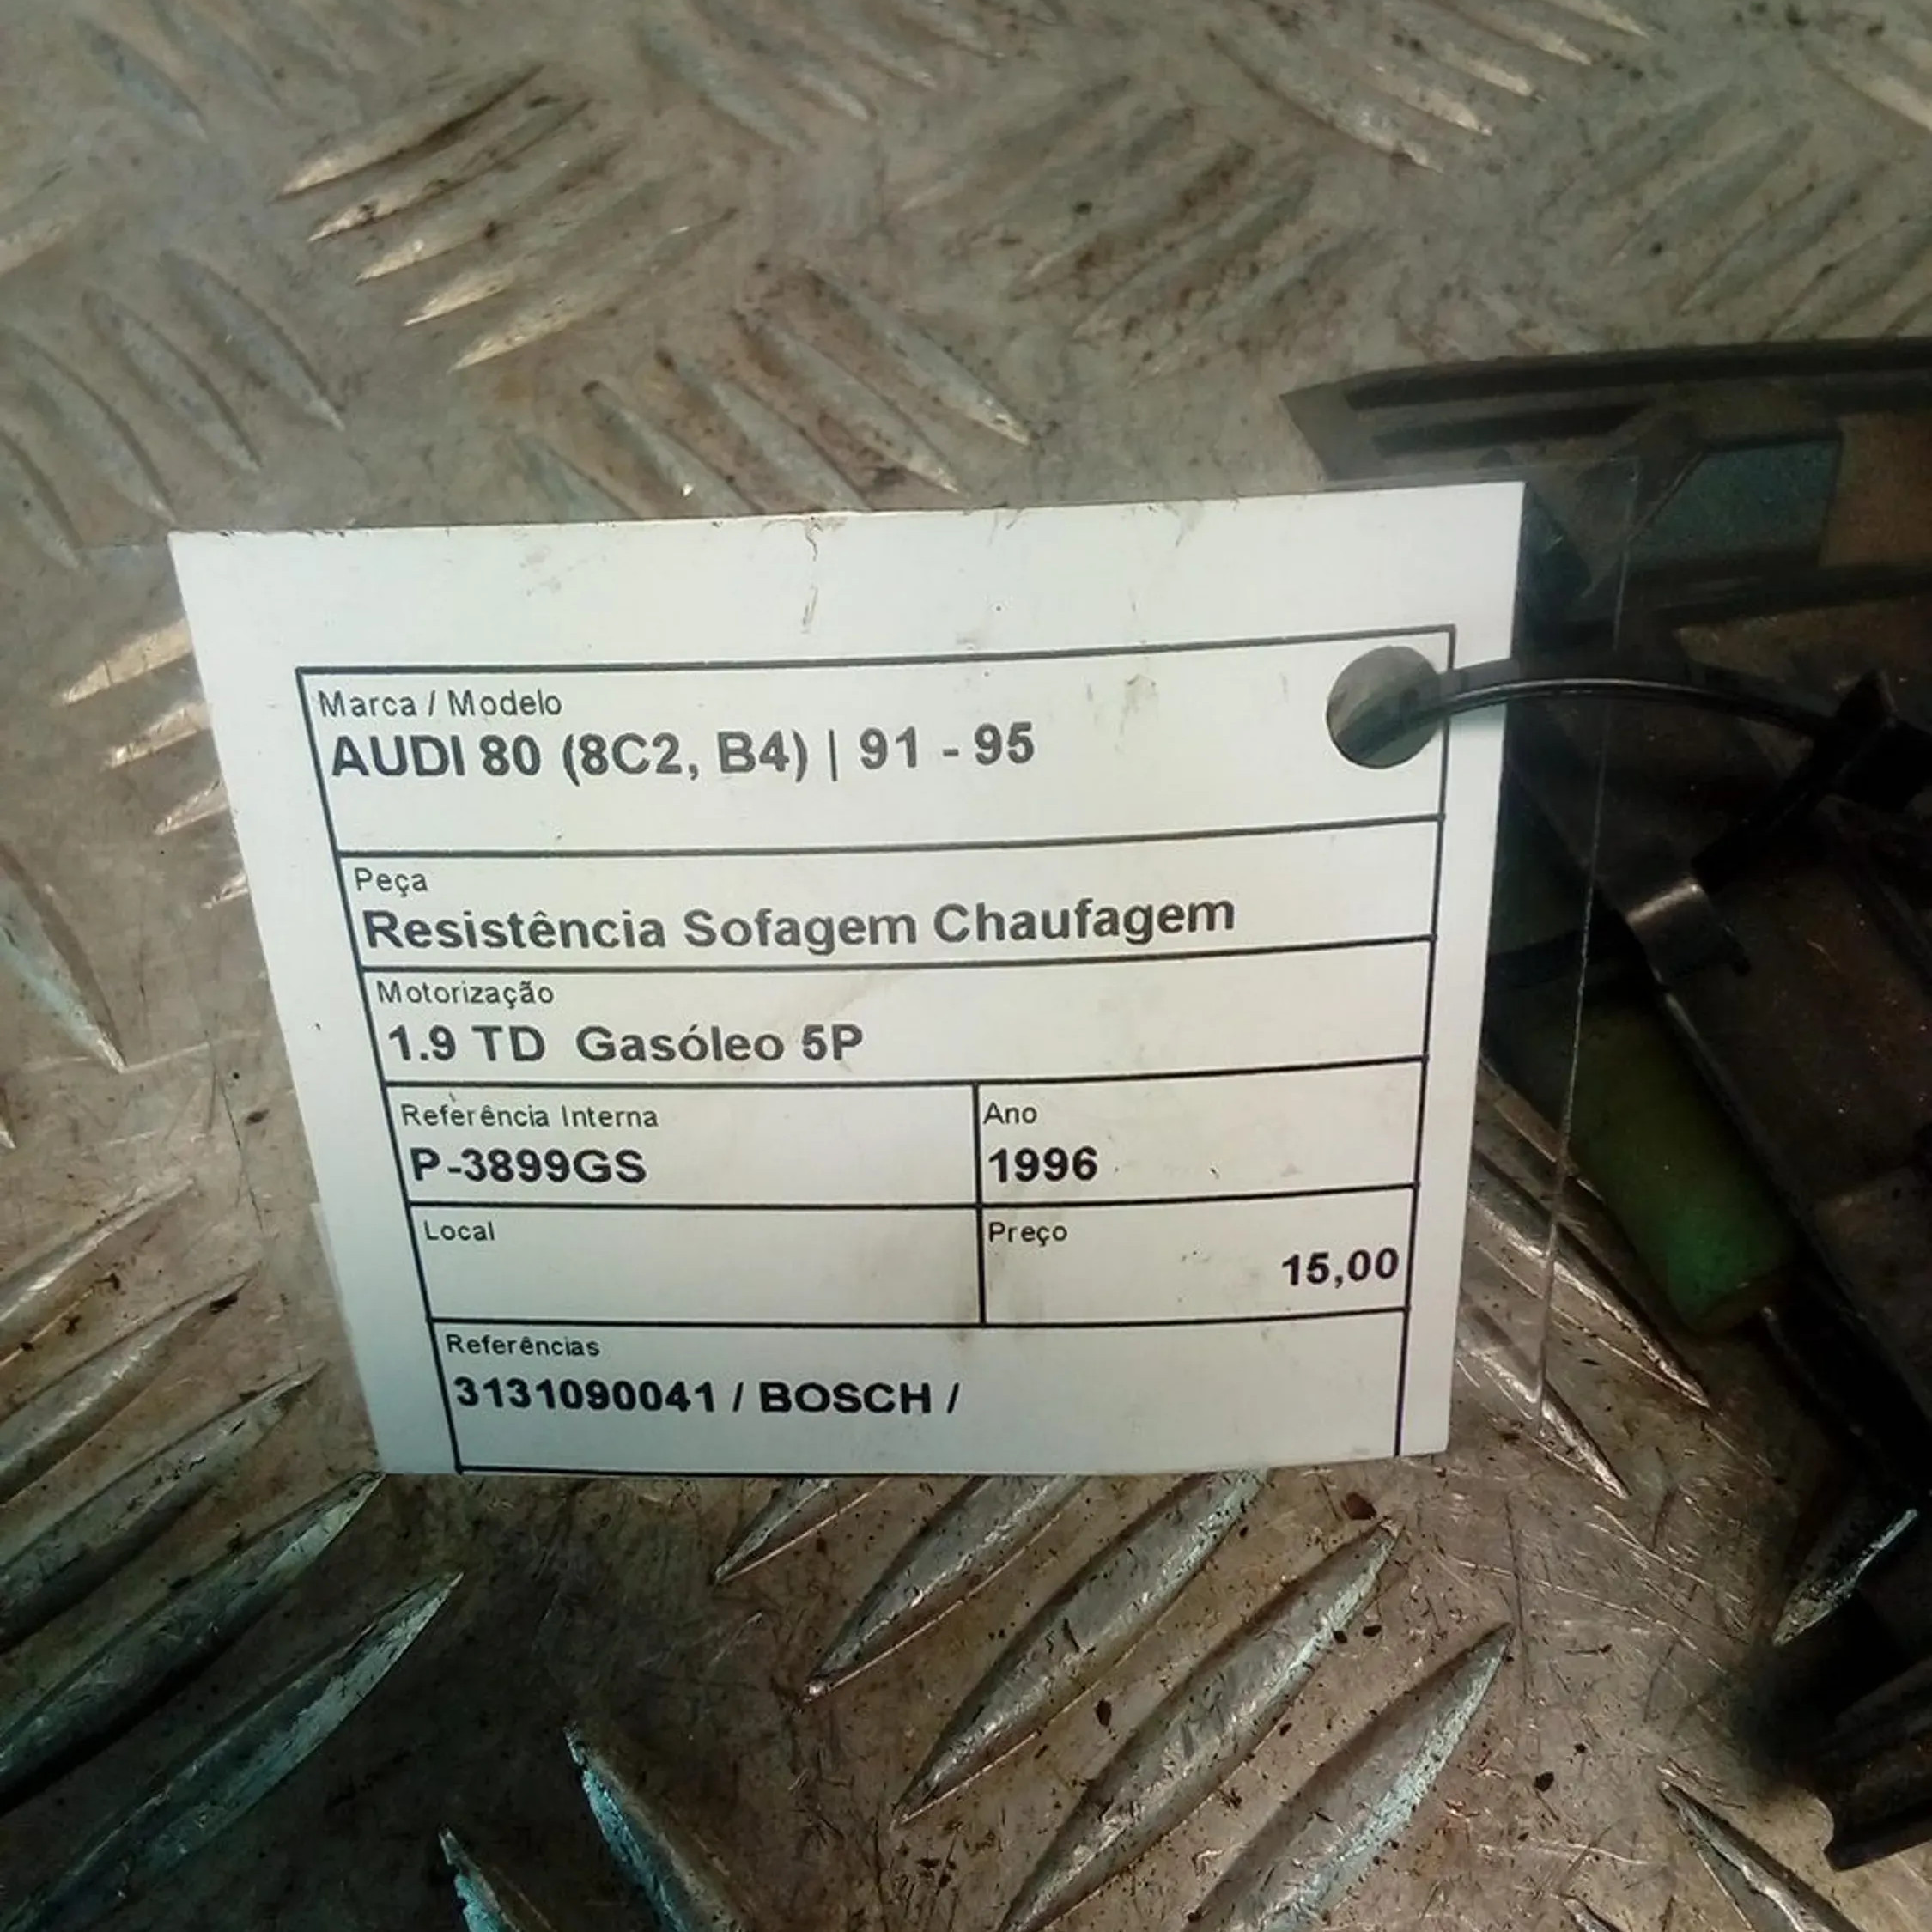 Marca / Modelo
AUDI 80 (8C2, B4) | 91 - 95
Peça
Resistência Sofagem Chaufagem
Motorização
1.9 TD  Gasóleo 5P
Referência Interna
P-3899GS
Ano
1996
Local
Preço
15,00
Referências
3131090041 / BOSCH /